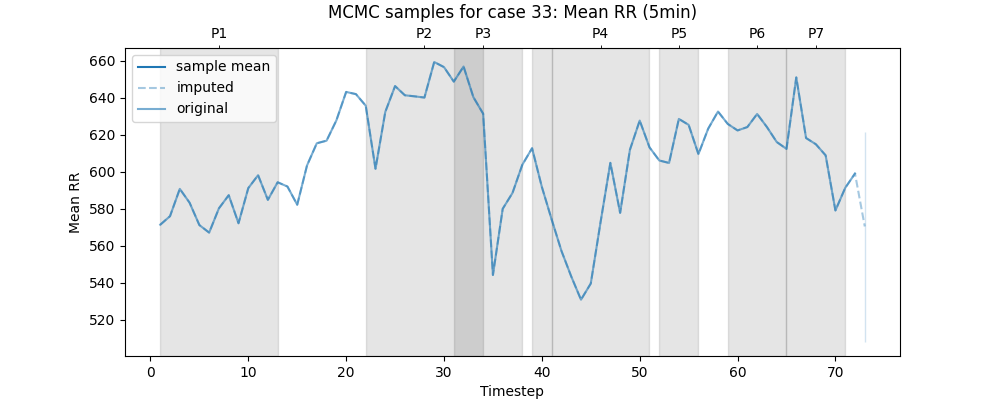 MCMC samples for case 33: Mean RR (5min)
P1 P2 P3 P4 P5 P6 P7
sample mean
imputed
original
660
640
620
600
580
560
540
520
Mean RR
0 10 20 30 40 50 60 70
Timestep